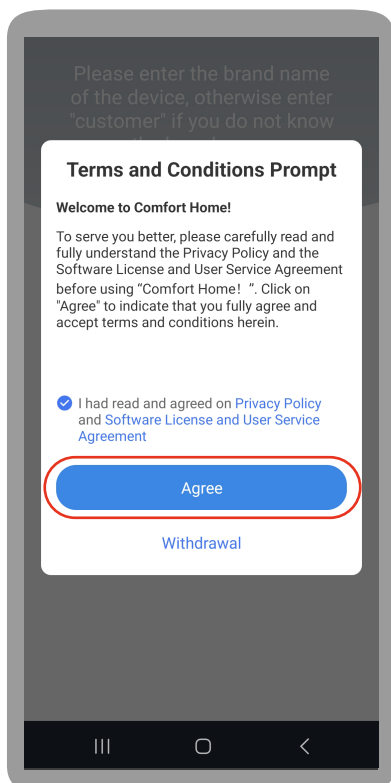 Please enter the brand name
of the device, otherwise enter
"customer" if you do not know
Terms and Conditions Prompt
Welcome to Comfort Home!
To serve you better, please carefully read and
fully understand the Privacy Policy and the
Software License and User Service Agreement
before using “Comfort Home! ”. Click on
"Agree" to indicate that you fully agree and
accept terms and conditions herein.
I had read and agreed on Privacy Policy
and Software License and User Service
Agreement
Agree
Withdrawal